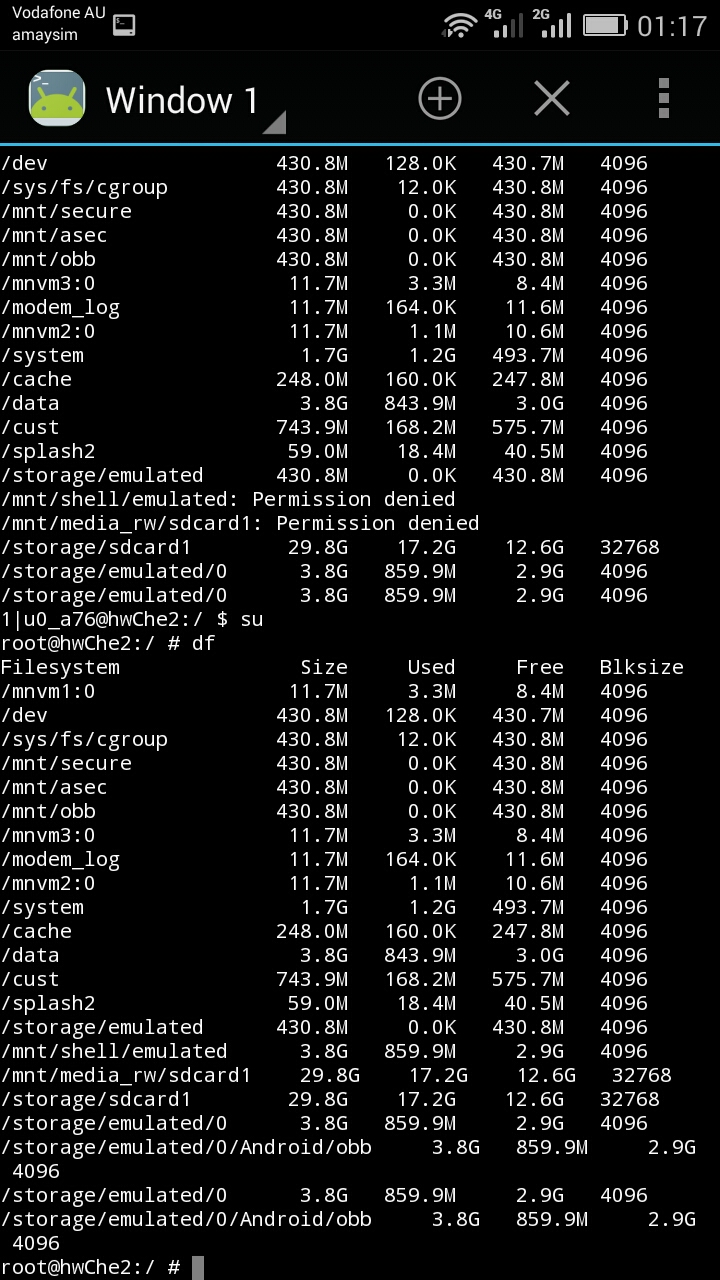 Vodafone AU
amaysim
4G 2G 01:17
>_ Window 1
/dev 430.8M 128.0K 430.7M 4096
/sys/fs/cgroup 430.8M 12.0K 430.8M 4096
/mnt/secure 430.8M 0.0K 430.8M 4096
/mnt/asec 430.8M 0.0K 430.8M 4096
/mnt/obb 430.8M 0.0K 430.8M 4096
/mnvm3:0 11.7M 3.3M 8.4M 4096
/modem_log 11.7M 164.0K 11.6M 4096
/mnvm2:0 11.7M 1.1M 10.6M 4096
/system 1.7G 1.2G 493.7M 4096
/cache 248.0M 160.0K 247.8M 4096
/data 3.8G 843.9M 3.0G 4096
/cust 743.9M 168.2M 575.7M 4096
/splash2 59.0M 18.4M 40.5M 4096
/storage/emulated 430.8M 0.0K 430.8M 4096
/mnt/shell/emulated: Permission denied
/mnt/media_rw/sdcard1: Permission denied
/storage/sdcard1 29.8G 17.2G 12.6G 32768
/storage/emulated/0 3.8G 859.9M 2.9G 4096
/storage/emulated/0 3.8G 859.9M 2.9G 4096
1|u0_a76@hwChe2:/ $ su
root@hwChe2:/ # df
Filesystem Size Used Free Blksize
/mnvm1:0 11.7M 3.3M 8.4M 4096
/dev 430.8M 128.0K 430.7M 4096
/sys/fs/cgroup 430.8M 12.0K 430.8M 4096
/mnt/secure 430.8M 0.0K 430.8M 4096
/mnt/asec 430.8M 0.0K 430.8M 4096
/mnt/obb 430.8M 0.0K 430.8M 4096
/mnvm3:0 11.7M 3.3M 8.4M 4096
/modem_log 11.7M 164.0K 11.6M 4096
/mnvm2:0 11.7M 1.1M 10.6M 4096
/system 1.7G 1.2G 493.7M 4096
/cache 248.0M 160.0K 247.8M 4096
/data 3.8G 843.9M 3.0G 4096
/cust 743.9M 168.2M 575.7M 4096
/splash2 59.0M 18.4M 40.5M 4096
/storage/emulated 430.8M 0.0K 430.8M 4096
/mnt/shell/emulated 3.8G 859.9M 2.9G 4096
/mnt/media_rw/sdcard1 29.8G 17.2G 12.6G 32768
/storage/sdcard1 29.8G 17.2G 12.6G 32768
/storage/emulated/0 3.8G 859.9M 2.9G 4096
/storage/emulated/0/Android/obb 3.8G 859.9M 2.9G
4096
/storage/emulated/0 3.8G 859.9M 2.9G 4096
/storage/emulated/0/Android/obb 3.8G 859.9M 2.9G
4096
root@hwChe2:/ #